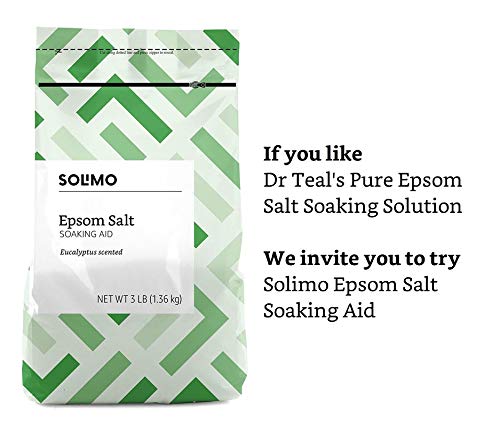 SOLIMO
Epsom Salt
SOAKING AID
Eucalyptus scented
NET WT 3 LB (1.36 kg)
If you like
Dr Teal's Pure Epsom
Salt Soaking Solution
We invite you to try
Solimo Epsom Salt
Soaking Aid